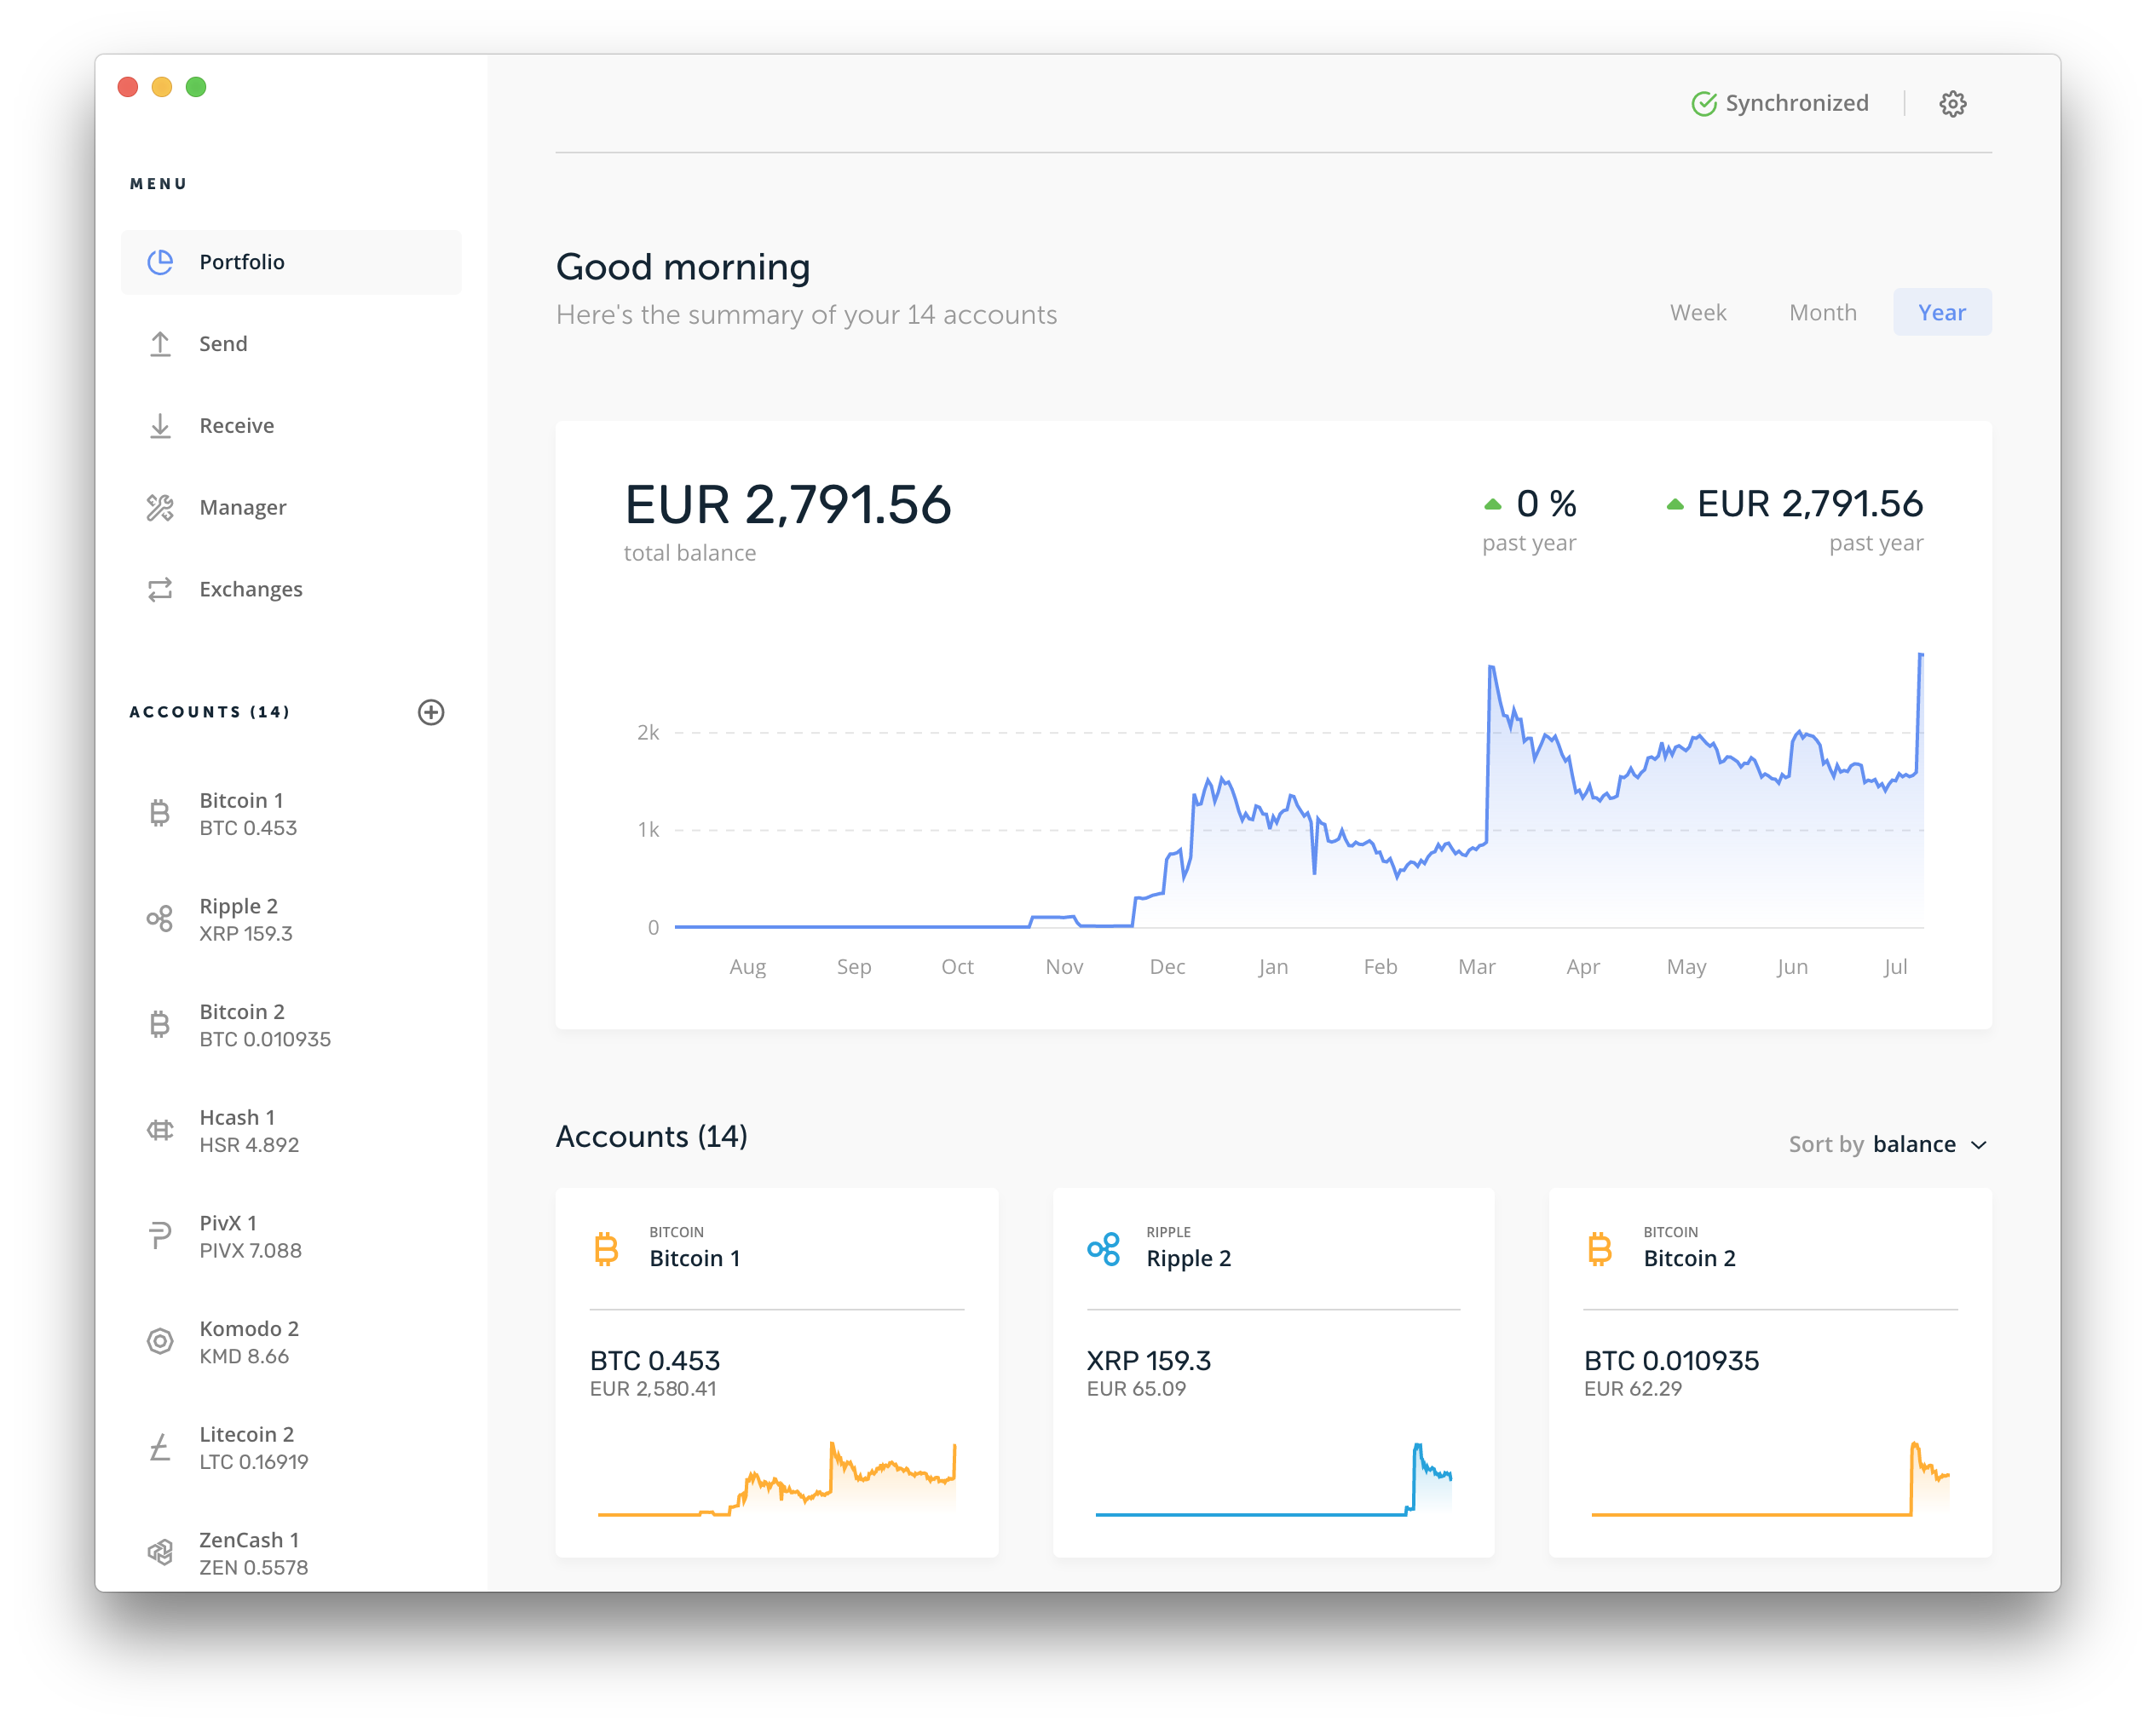 MENU
Portfolio
Send
Receive
Manager
Exchanges
ACCOUNTS (14)
Bitcoin 1
BTC 0.453
Ripple 2
XRP 159.3
Bitcoin 2
BTC 0.010935
Hcash 1
HSR 4.892
PivX 1
PIVX 7.088
Komodo 2
KMD 8.66
Litecoin 2
LTC 0.16919
ZenCash 1
ZEN 0.5578
Synchronized
Good morning
Here's the summary of your 14 accounts
Week Month Year
EUR 2,791.56
total balance
0 %
past year
EUR 2,791.56
past year
2k
1k
0
Aug Sep Oct Nov Dec Jan Feb Mar Apr May Jun Jul
Accounts (14)
Sort by balance
BITCOIN
Bitcoin 1
BTC 0.453
EUR 2,580.41
RIPPLE
Ripple 2
XRP 159.3
EUR 65.09
BITCOIN
Bitcoin 2
BTC 0.010935
EUR 62.29